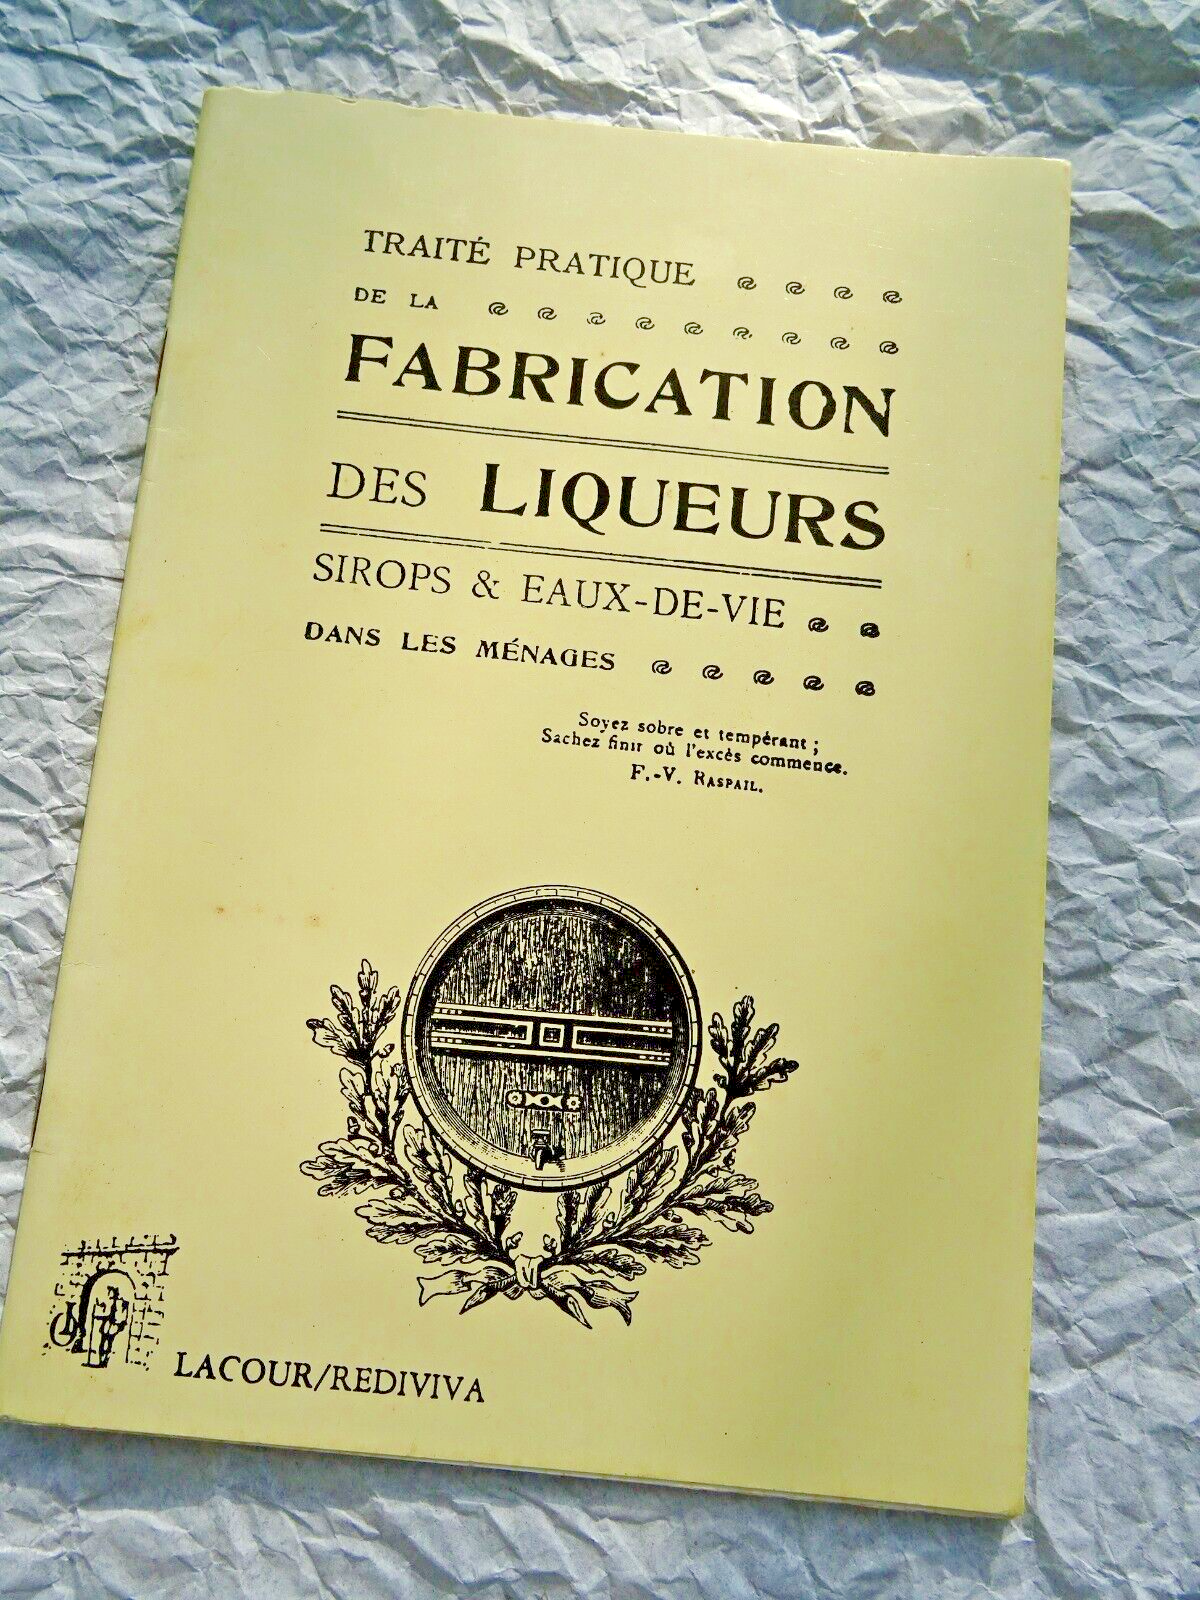 TRAITÉ PRATIQUE
DE LA
FABRICATION
DES LIQUEURS
SIROPS & EAUX-DE-VIE
DANS LES MÉNAGES
Soyez sobre et tempérant ;
Sachez finir où l'excès commence.
F.-V. RASPAIL.
LACOUR/REDIVIVA